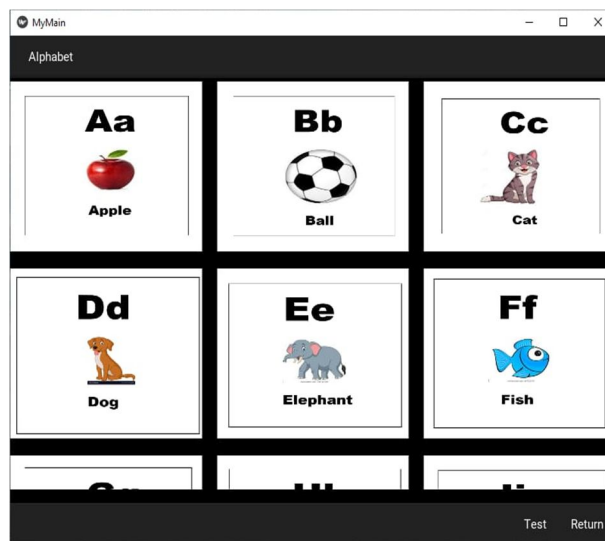 MyMain
Alphabet
Aa
Apple
Bb
Ball
Cc
Cat
Dd
Dog
Ee
Elephant
Ff
Fish
Test Return